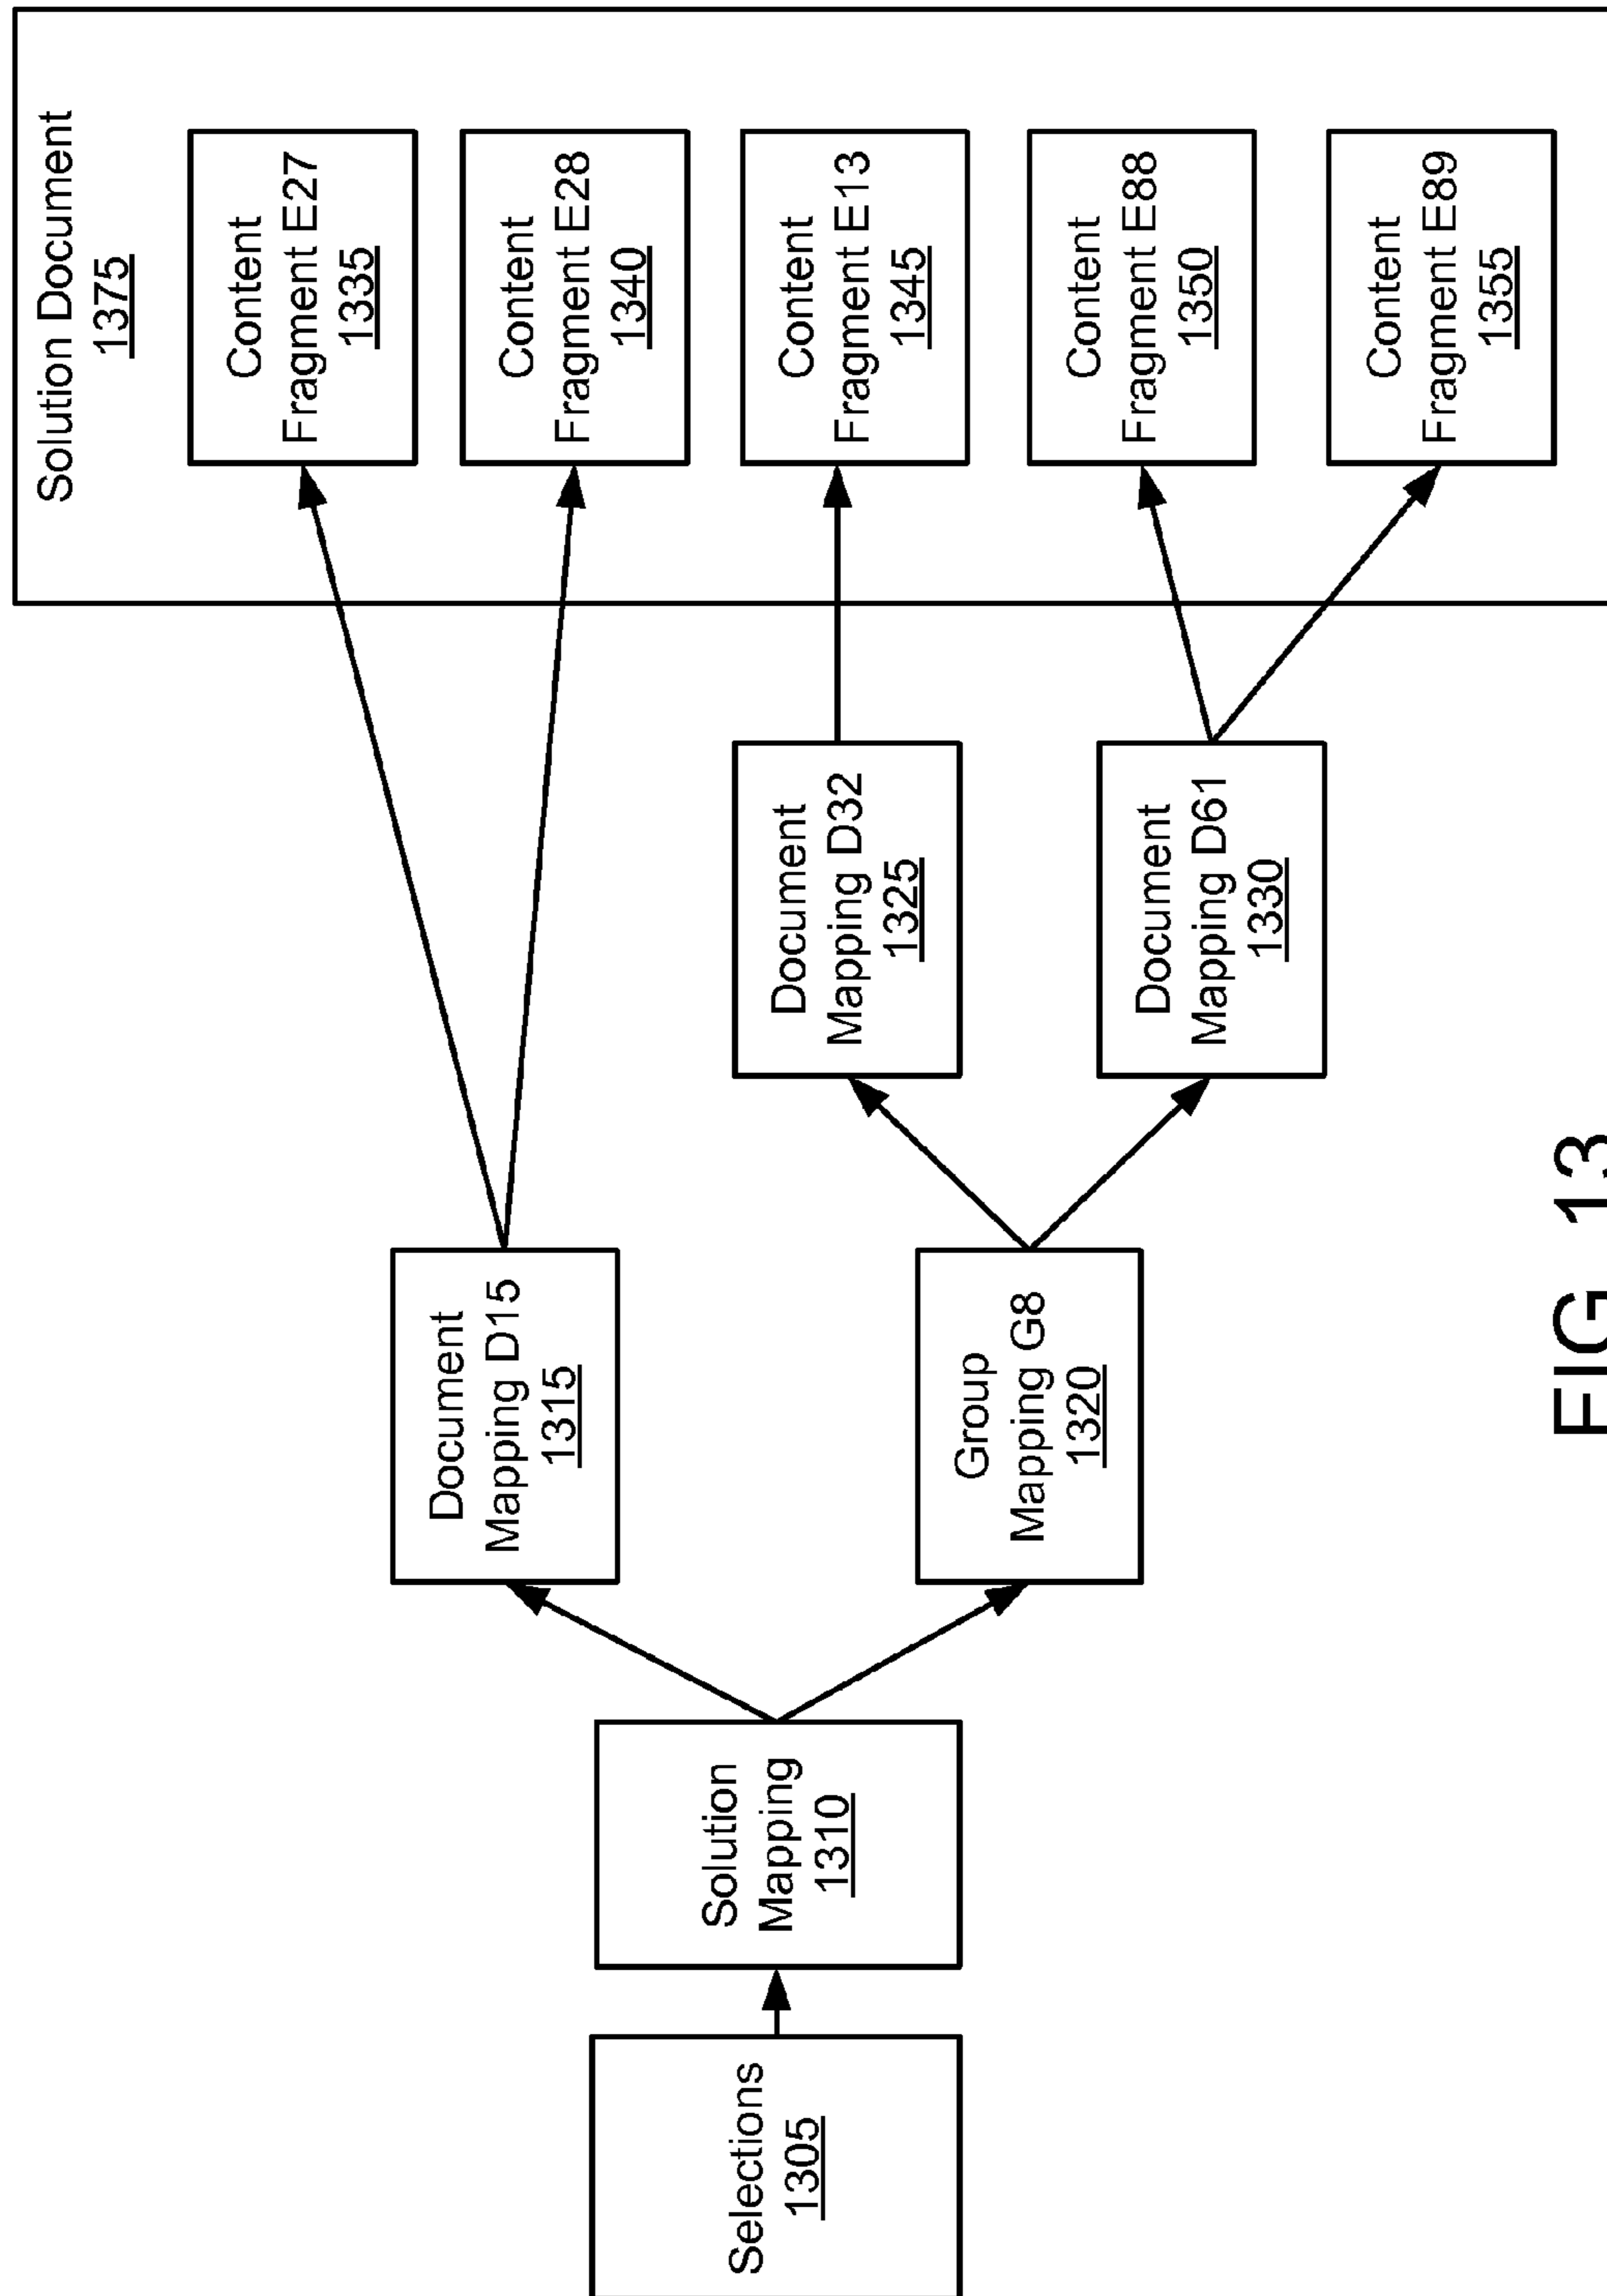 Selections
1305
Solution
Mapping
1310
Document
Mapping D15
1315
Group
Mapping G8
1320
Document
Mapping D32
1325
Document
Mapping D61
1330
Solution Document
1375
Content
Fragment E27
1335
Content
Fragment E28
1340
Content
Fragment E13
1345
Content
Fragment E88
1350
Content
Fragment E89
1355
FIG. 13